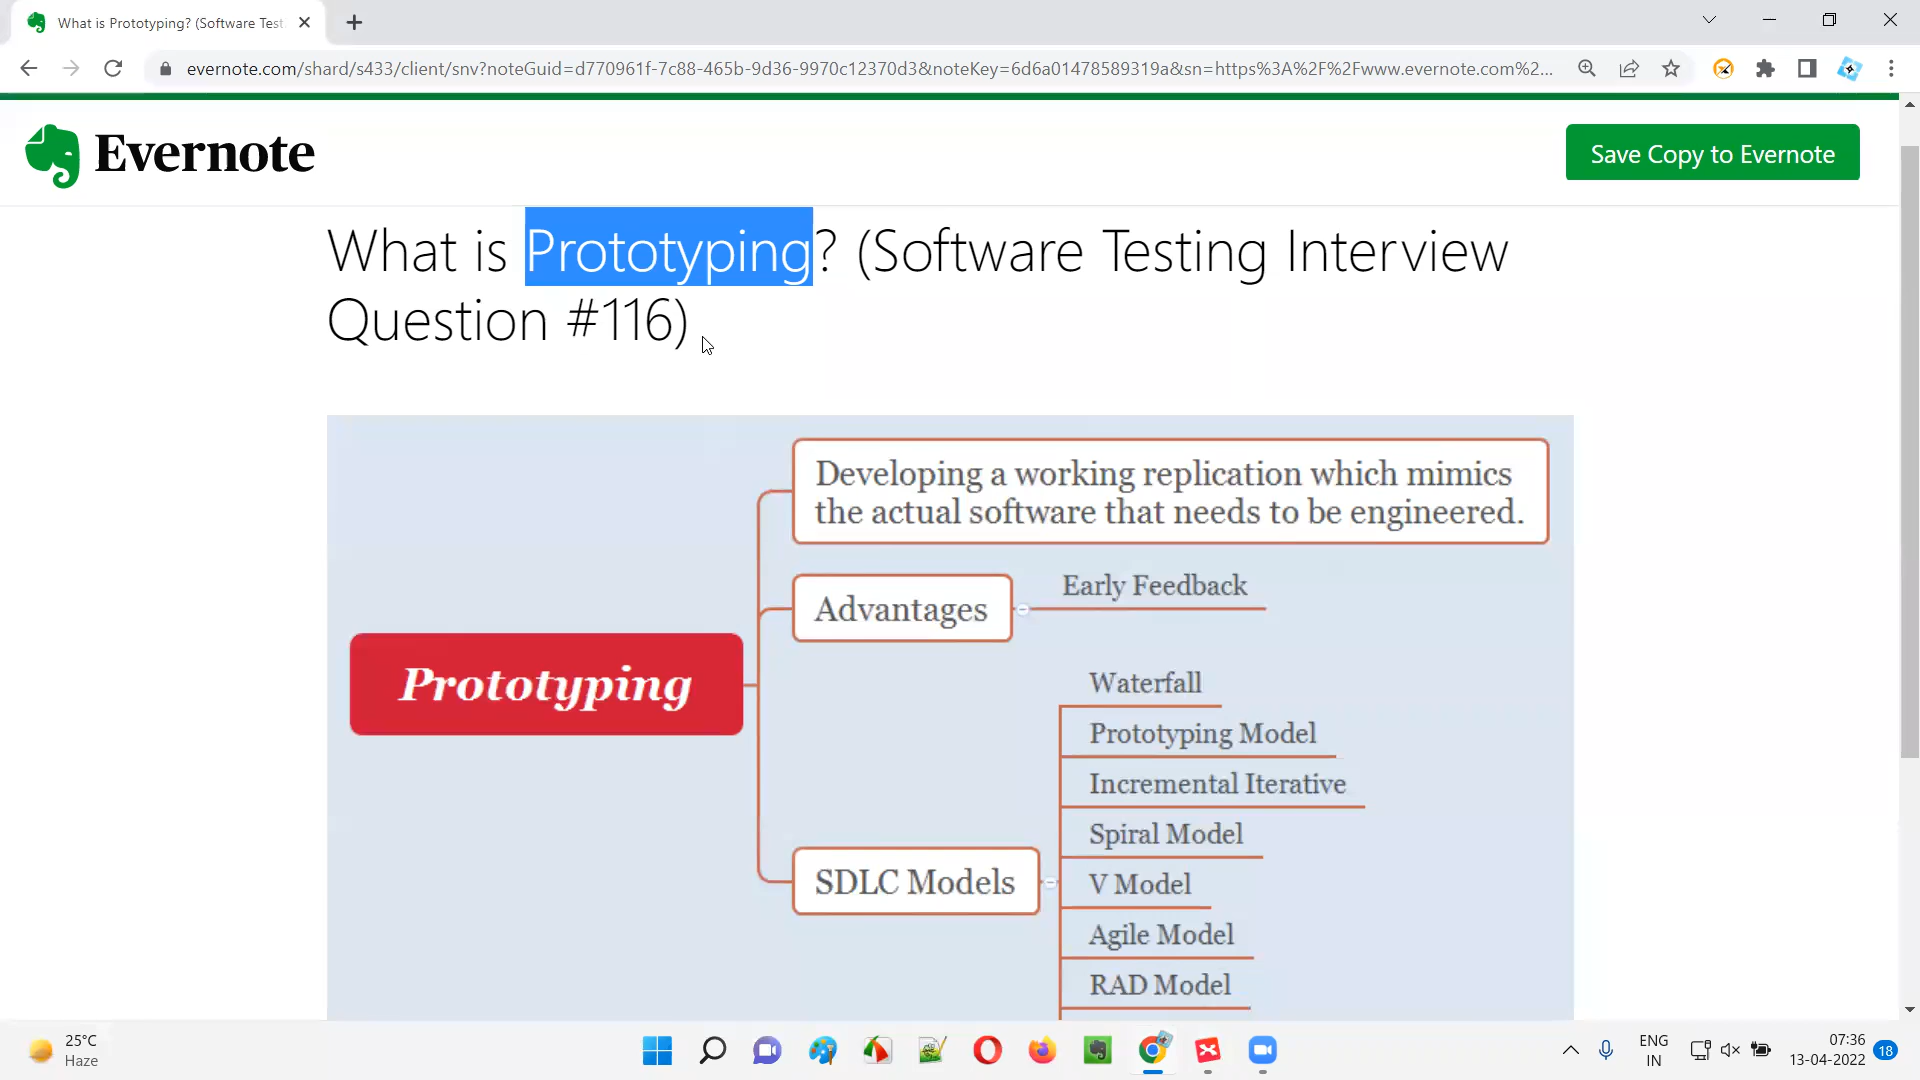 What is Prototyping? (Software Test
evernote.com/shard/s433/client/snv?noteGuid=d770961f-7c88-465b-9d36-9970c12370d3&noteKey=6d6a01478589319a&sn=https%3A%2F%2Fwww.evernote.com%2...
Evernote
Save Copy to Evernote
What is Prototyping? (Software Testing Interview
Question #116)
Developing a working replication which mimics
the actual software that needs to be engineered.
Advantages
Early Feedback
Prototyping
SDLC Models
Waterfall
Prototyping Model
Incremental Iterative
Spiral Model
V Model
Agile Model
RAD Model
25°C
Haze
ENG
IN
07:36
13-04-2022
18